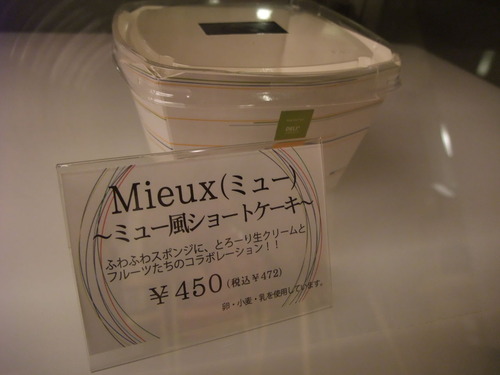 DELI
Mieux(ミュー)
～ミュー風ショートケーキ～
ふわふわスポンジに、とろーり生クリームと
フルーツたちのコラボレーション！！
￥450(税込￥472)
卵・小麦・乳を使用しています。